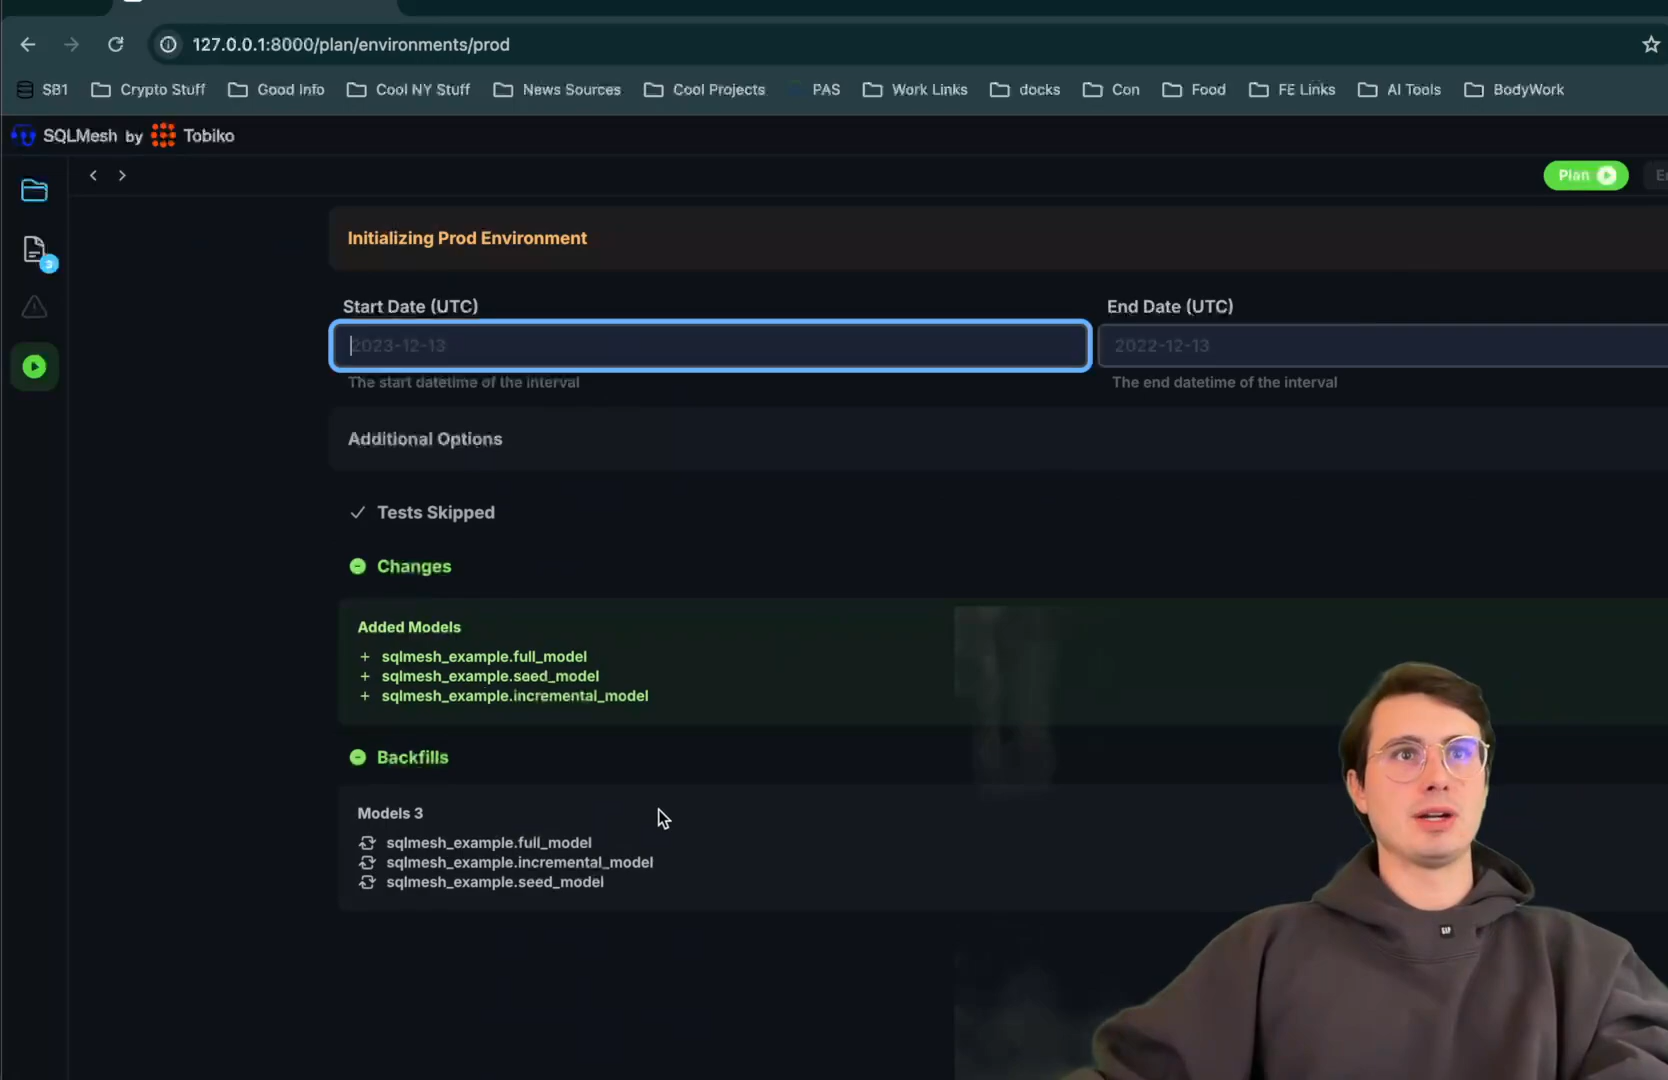 127.0.0.1:8000/plan/environments/prod
SB1 Crypto Stuff Good Info Cool NY Stuff News Sources Cool Projects PAS Work Links docks Con Food FE Links AI Tools BodyWork
SQLMesh by Tobiko
Plan
3
Initializing Prod Environment
Start Date (UTC) End Date (UTC)
2023-12-13 2022-12-13
The start datetime of the interval The end datetime of the interval
Additional Options
Tests Skipped
Changes
Added Models
+ sqlmesh_example.full_model
+ sqlmesh_example.seed_model
+ sqlmesh_example.incremental_model
Backfills
Models 3
sqlmesh_example.full_model
sqlmesh_example.incremental_model
sqlmesh_example.seed_model